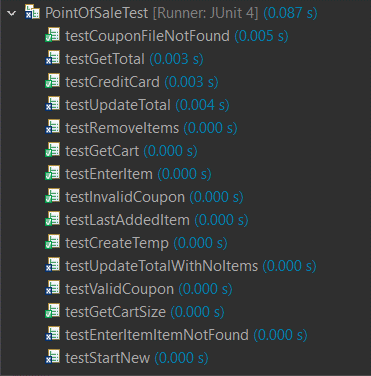 PointOfSaleTest [Runner: JUnit 4] (0.087 s)
testCouponFileNotFound (0.005 s)
testGetTotal (0.003 s)
testCreditCard (0.003 s)
testUpdateTotal (0.004 s)
testRemoveItems (0.000 s)
testGetCart (0.000 s)
testEnterItem (0.000 s)
testInvalidCoupon (0.000 s)
testLastAddedItem (0.000 s)
testCreateTemp (0.000 s)
testUpdateTotalWithNoItems (0.000 s)
testValidCoupon (0.000 s)
testGetCartSize (0.000 s)
testEnterItemItemNotFound (0.000 s)
testStartNew (0.000 s)